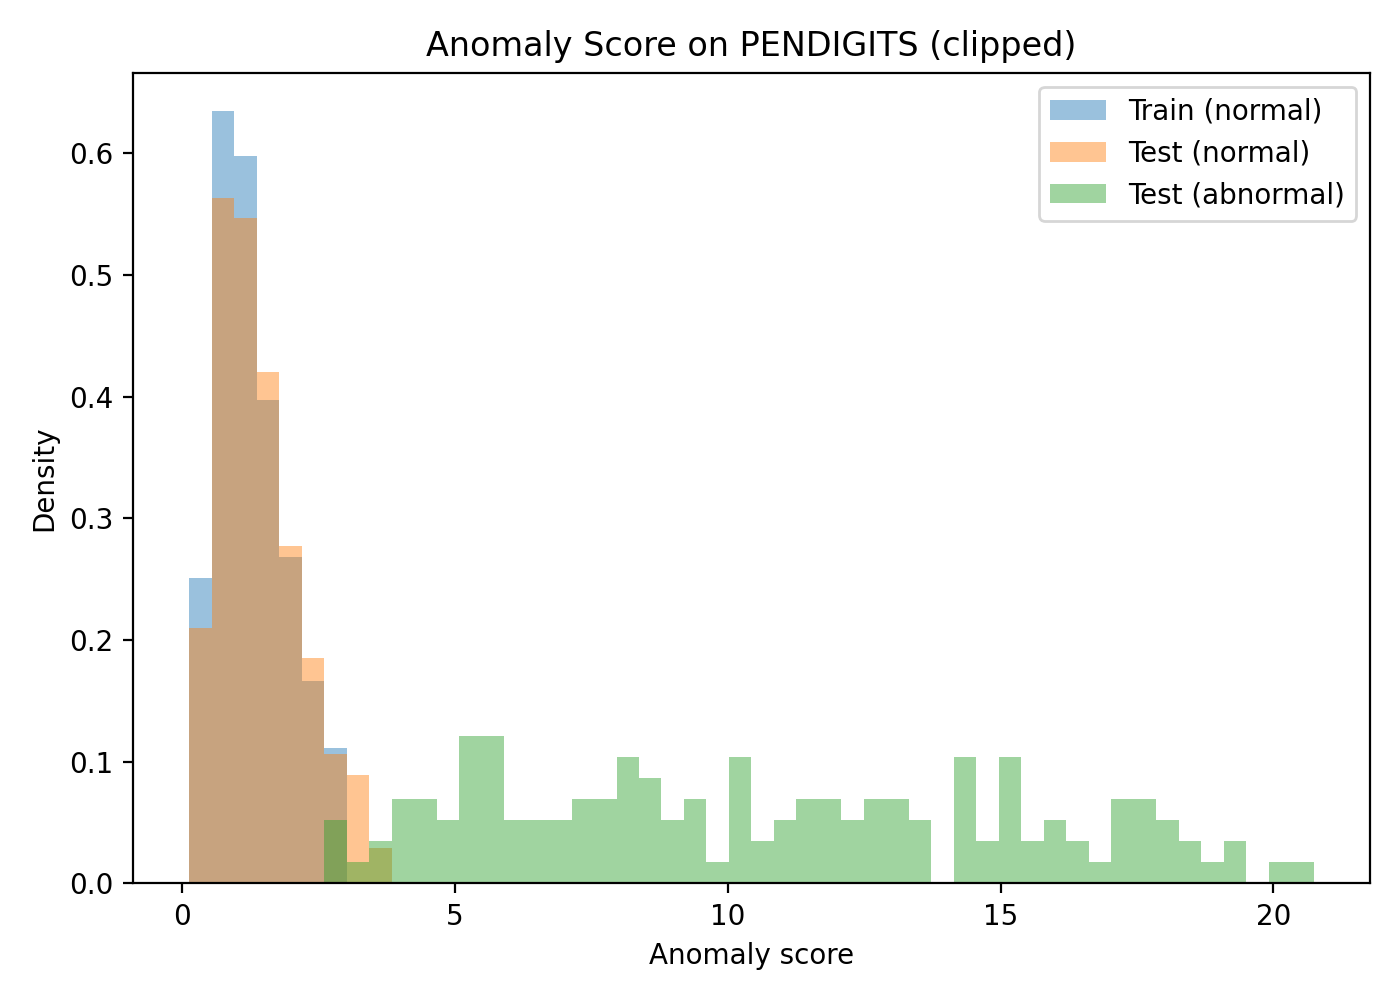 Anomaly Score on PENDIGITS (clipped)
Train (normal)
Test (normal)
Test (abnormal)
Density
0.6
0.5
0.4
0.3
0.2
0.1
0.0
0 5 10 15 20
Anomaly score